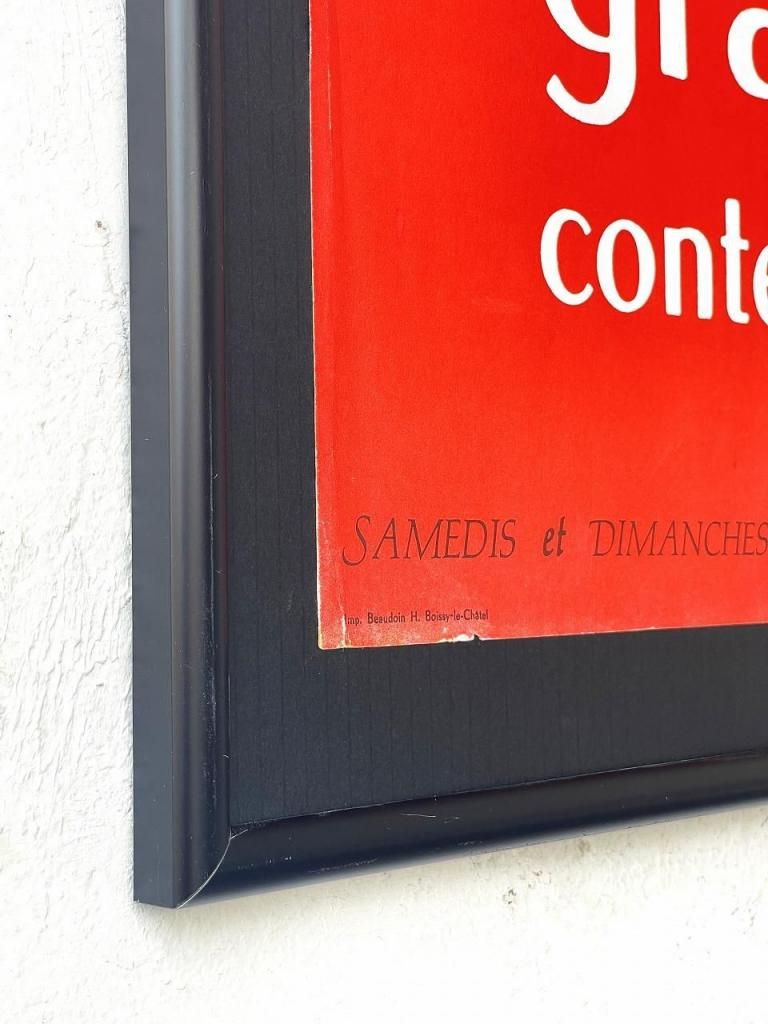 gra
conte
SAMEDIS et DIMANCHES
Imp. Beaudoin H. Boissy-le-Châtel